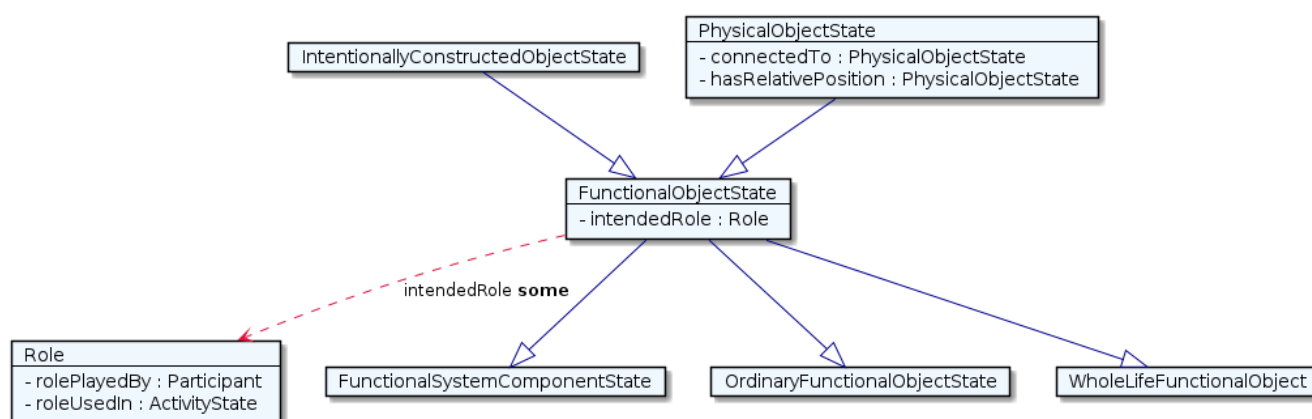 PhysicalObjectState
IntentionallyConstructedObjectState
- connectedTo : PhysicalObjectState
- hasRelativePosition : PhysicalObjectState
FunctionalObjectState
- intendedRole : Role
intendedRole some
Role
- rolePlayedBy : Participant
- roleUsedIn : ActivityState
FunctionalSystemComponentState
OrdinaryFunctionalObjectState
WholeLifeFunctionalObject